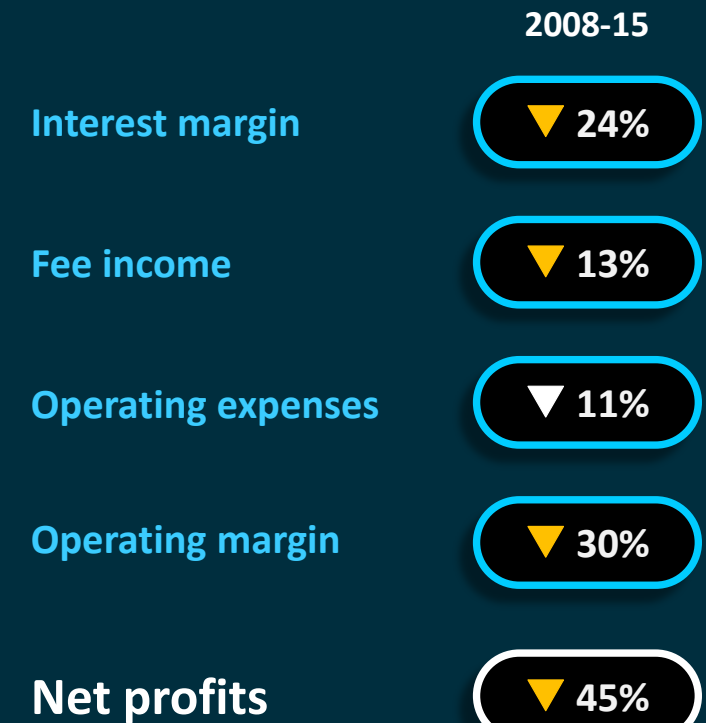 2008-15
Interest margin ▼ 24%
Fee income ▼ 13%
Operating expenses ▼ 11%
Operating margin ▼ 30%
Net profits ▼ 45%